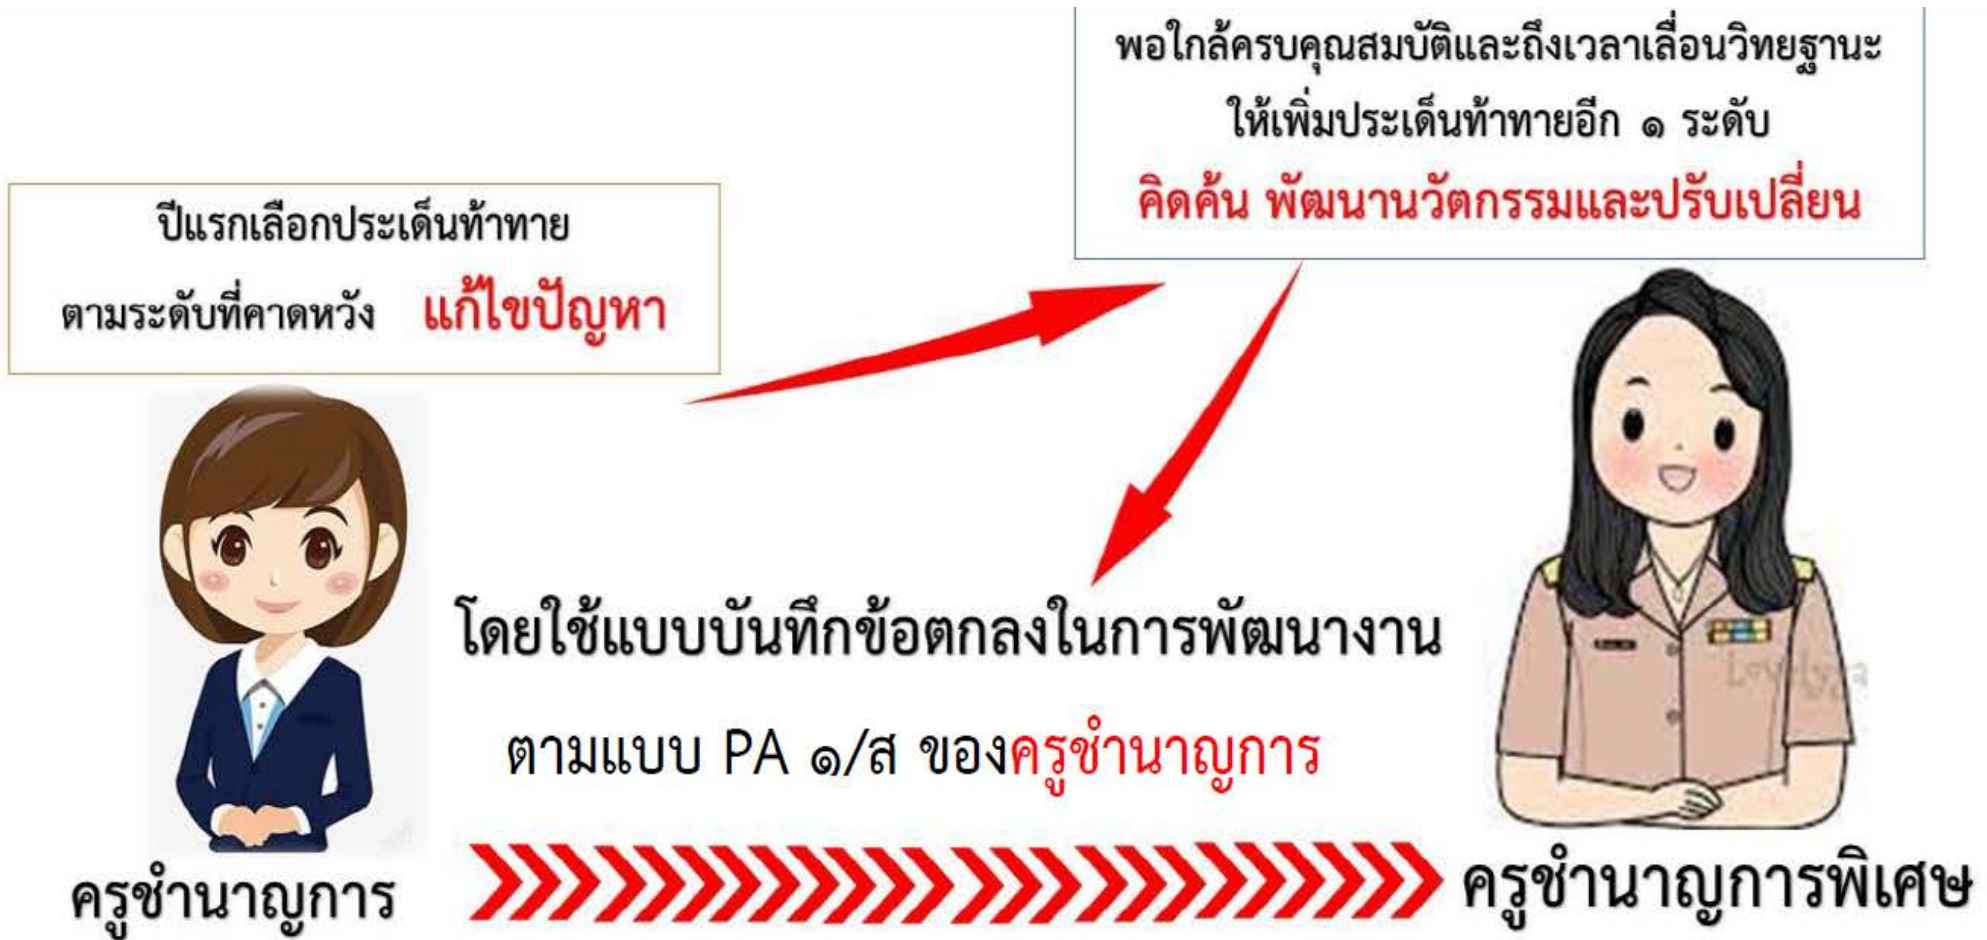 พอใกล้ครบคุณสมบัติและถึงเวลาเลื่อนวิทยฐานะ
ให้เพิ่มประเด็นท้าทายอีก ๑ ระดับ
คิดค้น พัฒนานวัตกรรมและปรับเปลี่ยน
ปีแรกเลือกประเด็นท้าทาย
ตามระดับที่คาดหวัง แก้ไขปัญหา
โดยใช้แบบบันทึกข้อตกลงในการพัฒนางาน
ตามแบบ PA ๑/ส ของครูชำนาญการ
ครูชำนาญการ
ครูชำนาญการพิเศษ